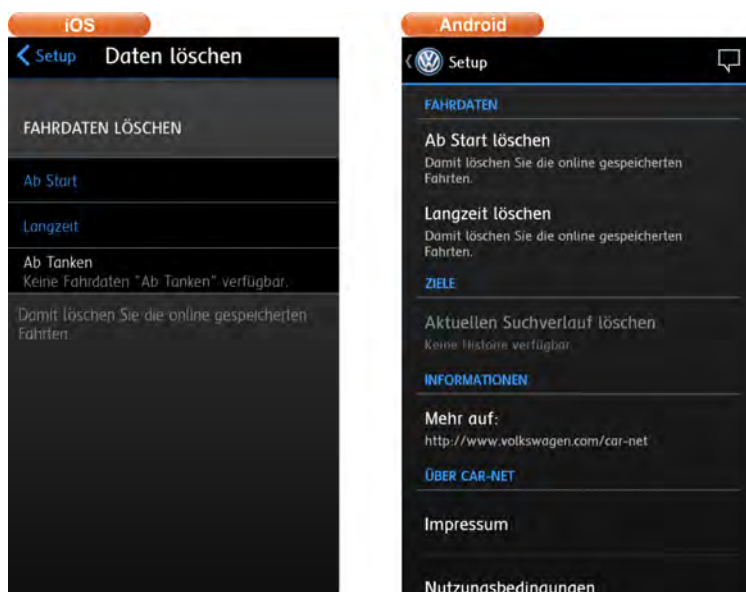 iOS
Setup Daten löschen
FAHRDATEN LÖSCHEN
Ab Start
Langzeit
Ab Tanken
Keine Fahrdaten "Ab Tanken" verfügbar.
Damit löschen Sie die online gespeicherten
Fahrten
Android
Setup
FAHRDATEN
Ab Start löschen
Damit löschen Sie die online gespeicherten
Fahrten.
Langzeit löschen
Damit löschen Sie die online gespeicherten
Fahrten.
ZIELE
Aktuellen Suchverlauf löschen
Keine Historie verfügbar
INFORMATIONEN
Mehr auf:
http://www.volkswagen.com/car-net
ÜBER CAR-NET
Impressum
Nutzungsbedingungen